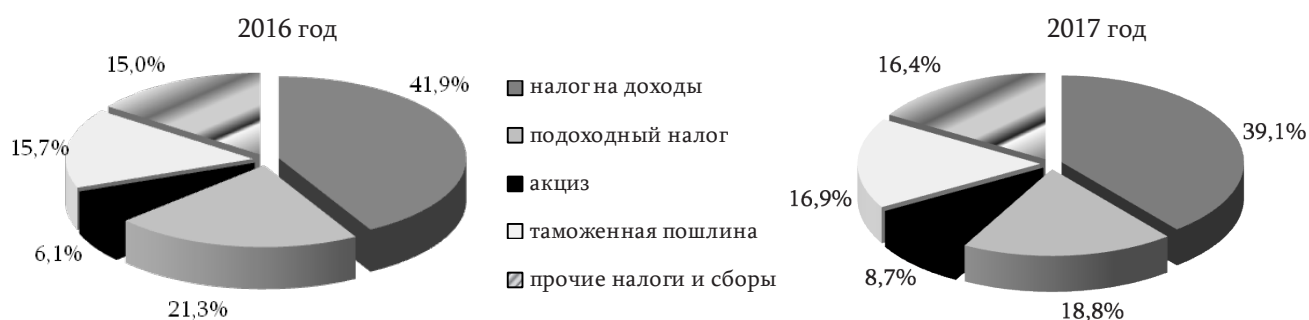 2016 год
15,0%
41,9%
15,7%
6,1%
21,3%
налог на доходы
подоходный налог
акциз
таможенная пошлина
прочие налоги и сборы
2017 год
16,4%
39,1%
16,9%
8,7%
18,8%